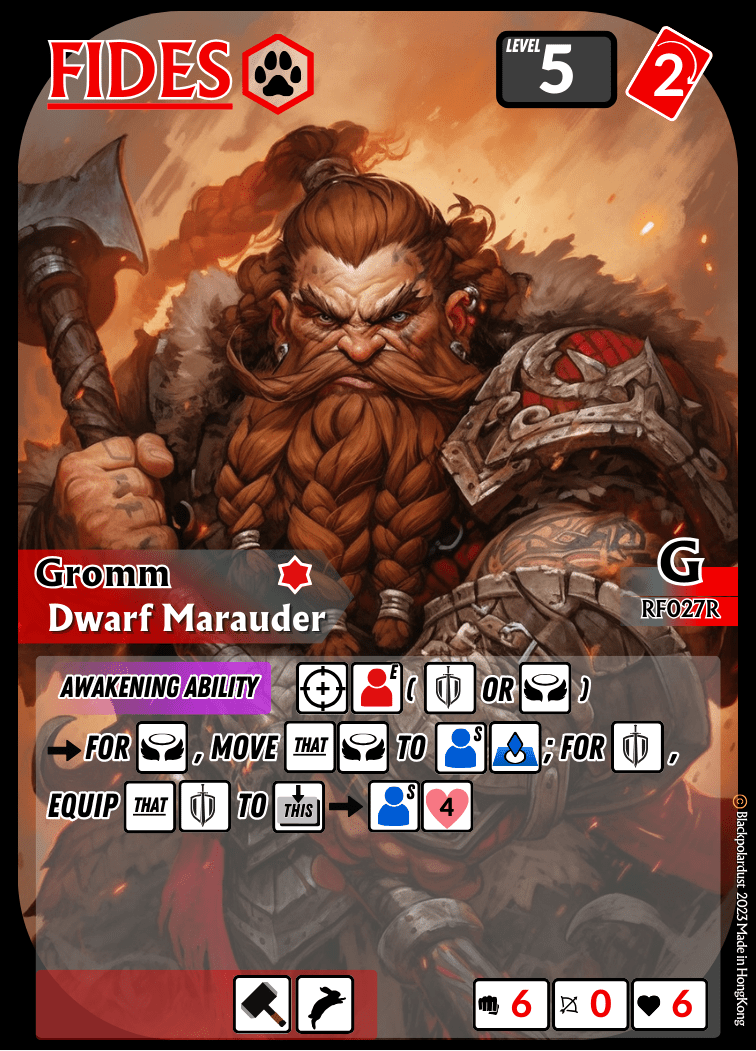 FIDES
LEVEL 5
2
Gromm
Dwarf Marauder
G
RF027R
AWAKENING ABILITY E ( OR )
→ FOR , MOVE THAT TO S ; FOR ,
EQUIP THAT TO THIS → S 4
6 0 6
© Blackpolardust 2023 Made in HongKong